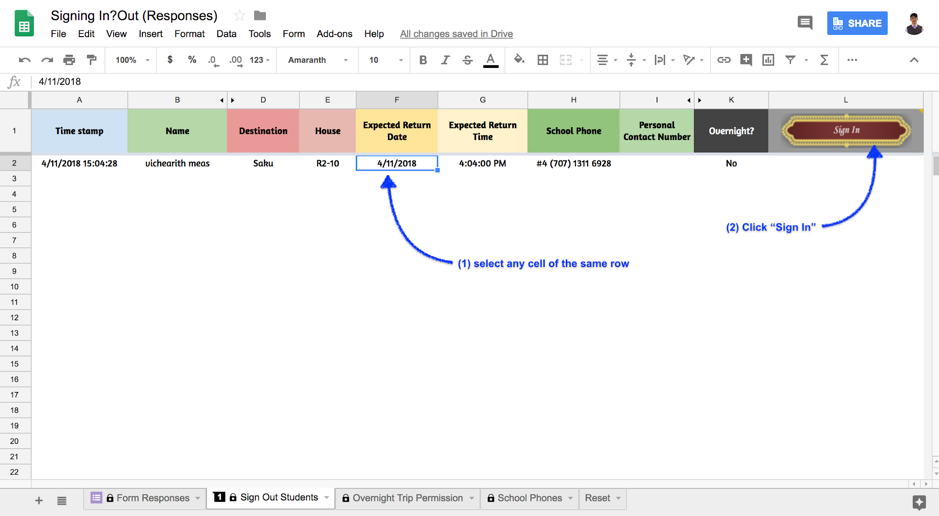 Signing In?Out (Responses)
File Edit View Insert Format Data Tools Form Add-ons Help All changes saved in Drive
SHARE
100% $ % .0 .00 123 Amaranth 10 B I S A
fx 4/11/2018
A B D E F G H I K L
1 Time stamp Name Destination House Expected Return Date Expected Return Time School Phone Personal Contact Number Overnight? Sign In
2 4/11/2018 15:04:28 vichearith meas Saku R2-10 4/11/2018 4:04:00 PM #4 (707) 1311 6928 No
3
4
5
6
(2) Click “Sign In”
7
8
(1) select any cell of the same row
9
10
11
12
13
14
15
16
17
18
19
20
21
22
Form Responses 1 Sign Out Students Overnight Trip Permission School Phones Reset